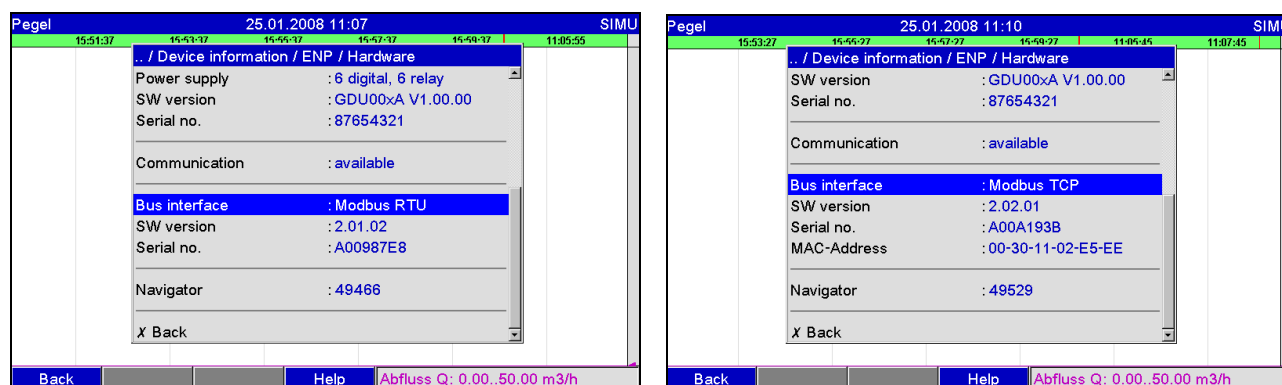 Pegel 25.01.2008 11:07 SIMU
15:51:37 15:53:37 15:55:37 15:57:37 15:59:37 11:05:55
.. / Device information / ENP / Hardware
Power supply : 6 digital, 6 relay
SW version : GDU00xA V1.00.00
Serial no. : 87654321
Communication : available
Bus interface : Modbus RTU
SW version : 2.01.02
Serial no. : A00987E8
Navigator : 49466
X Back
Back Help Abfluss Q: 0.00..50.00 m3/h
Pegel 25.01.2008 11:10 SIMU
15:53:27 15:55:27 15:57:27 15:59:27 11:05:45 11:07:45
.. / Device information / ENP / Hardware
SW version : GDU00xA V1.00.00
Serial no. : 87654321
Communication : available
Bus interface : Modbus TCP
SW version : 2.02.01
Serial no. : A00A193B
MAC-Address : 00-30-11-02-E5-EE
Navigator : 49529
X Back
Back Help Abfluss Q: 0.00..50.00 m3/h